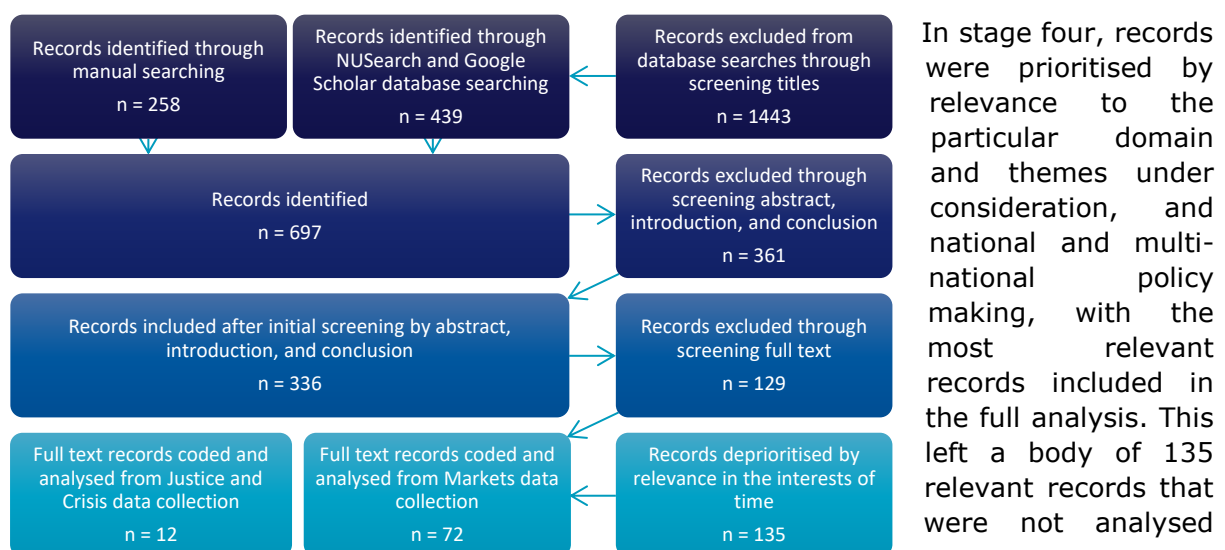 Records identified through
manual searching
n = 258
Records identified through
NUSearch and Google
Scholar database searching
n = 439
Records excluded from
database searches through
screening titles
n = 1443
Records identified
n = 697
Records excluded through
screening abstract,
introduction, and conclusion
n = 361
Records included after initial screening by abstract,
introduction, and conclusion
n = 336
Records excluded through
screening full text
n = 129
Full text records coded and
analysed from Justice and
Crisis data collection
n = 12
Full text records coded and
analysed from Markets data
collection
n = 72
Records deprioritised by
relevance in the interests of
time
n = 135
In stage four, records
were prioritised by
relevance to the
particular domain
and themes under
consideration, and
national and multi-
national policy
making, with the
most relevant
records included in
the full analysis. This
left a body of 135
relevant records that
were not analysed